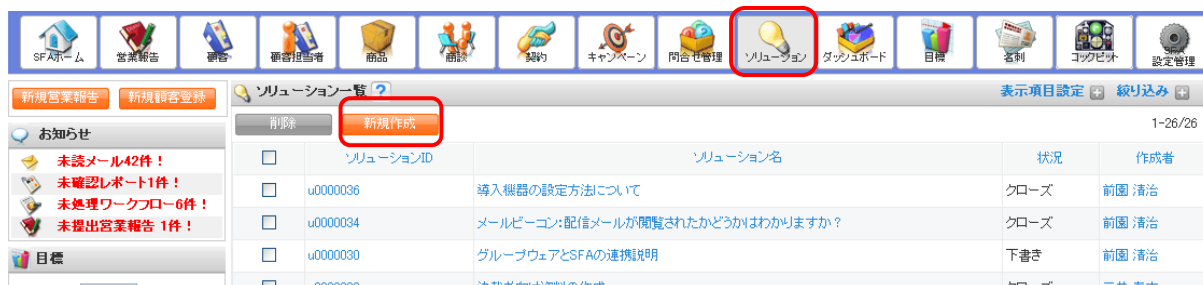 SFAホーム 営業報告 顧客 顧客担当者 商品 商談 契約 キャンペーン 問合せ管理 ソリューション ダッシュボード 目標 名刺 コックピット SFA設定管理
新規営業報告 新規顧客登録
ソリューション一覧 ? 表示項目設定 絞り込み
お知らせ
削除 新規作成 1-26/26
未読メール42件！
未確認レポート1件！
未処理ワークフロー6件！
未提出営業報告 1件！
目標
ソリューションID ソリューション名 状況 作成者
u0000036 導入機器の設定方法について クローズ 前園 清治
u0000034 メールビーコン:配信メールが閲覧されたかどうかはわかりますか？ クローズ 前園 清治
u0000030 グループウェアとSFAの連携説明 下書き 前園 清治